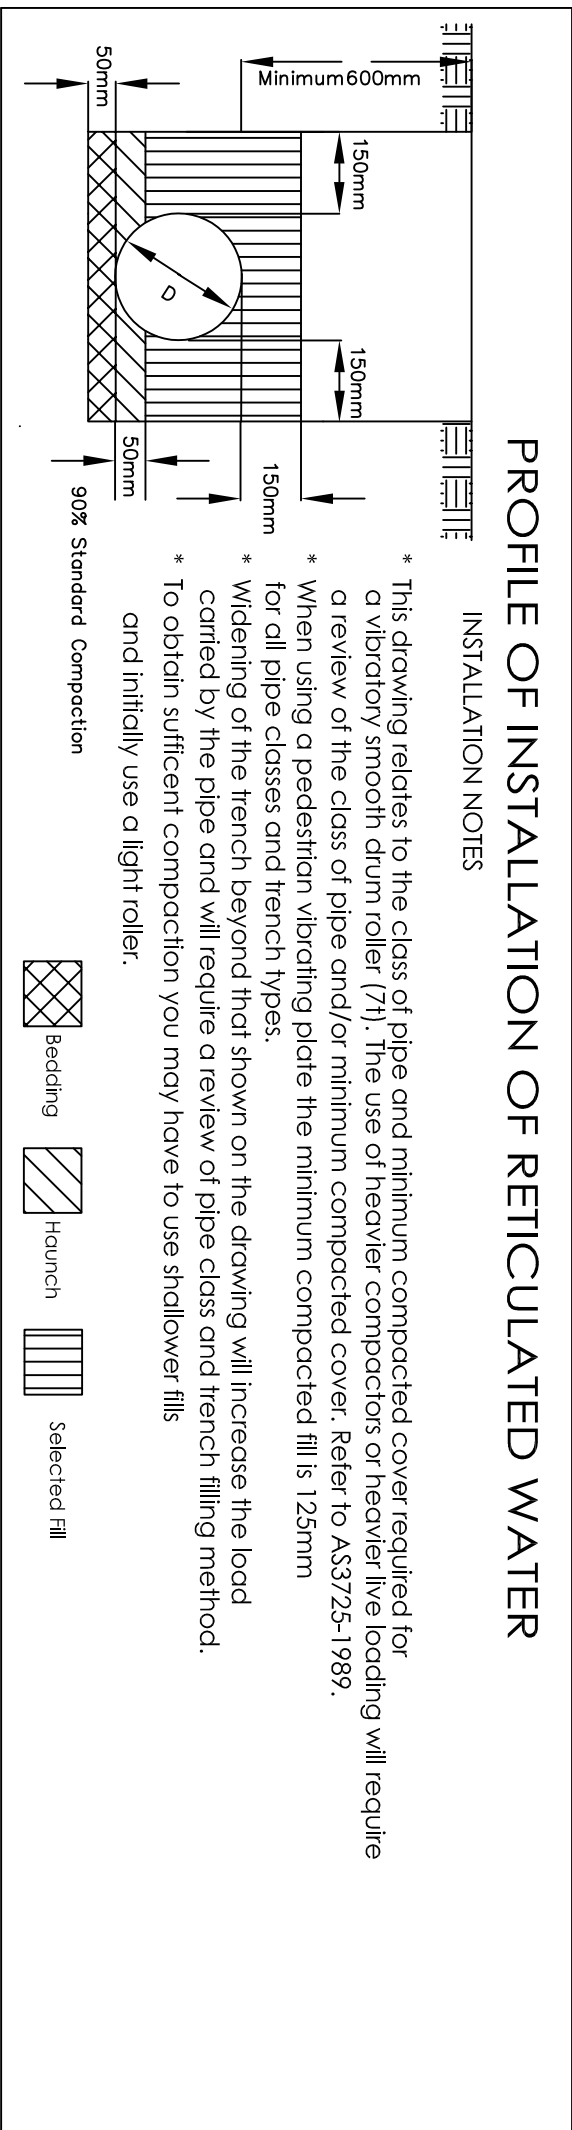 PROFILE OF INSTALLATION OF RETICULATED WATER
INSTALLATION NOTES
* This drawing relates to the class of pipe and minimum compacted cover required for
a vibratory smooth drum roller (7t). The use of heavier compactors or heavier live loading will require
a review of the class of pipe and/or minimum compacted cover. Refer to AS3725-1989.
* When using a pedestrian vibrating plate the minimum compacted fill is 125mm
for all pipe classes and trench types.
* Widening of the trench beyond that shown on the drawing will increase the load
carried by the pipe and will require a review of pipe class and trench filling method.
* To obtain sufficent compaction you may have to use shallower fills
and initially use a light roller.
Minimum600mm
150mm
150mm
150mm
D
50mm
50mm
90% Standard Compaction
Bedding
Haunch
Selected Fill